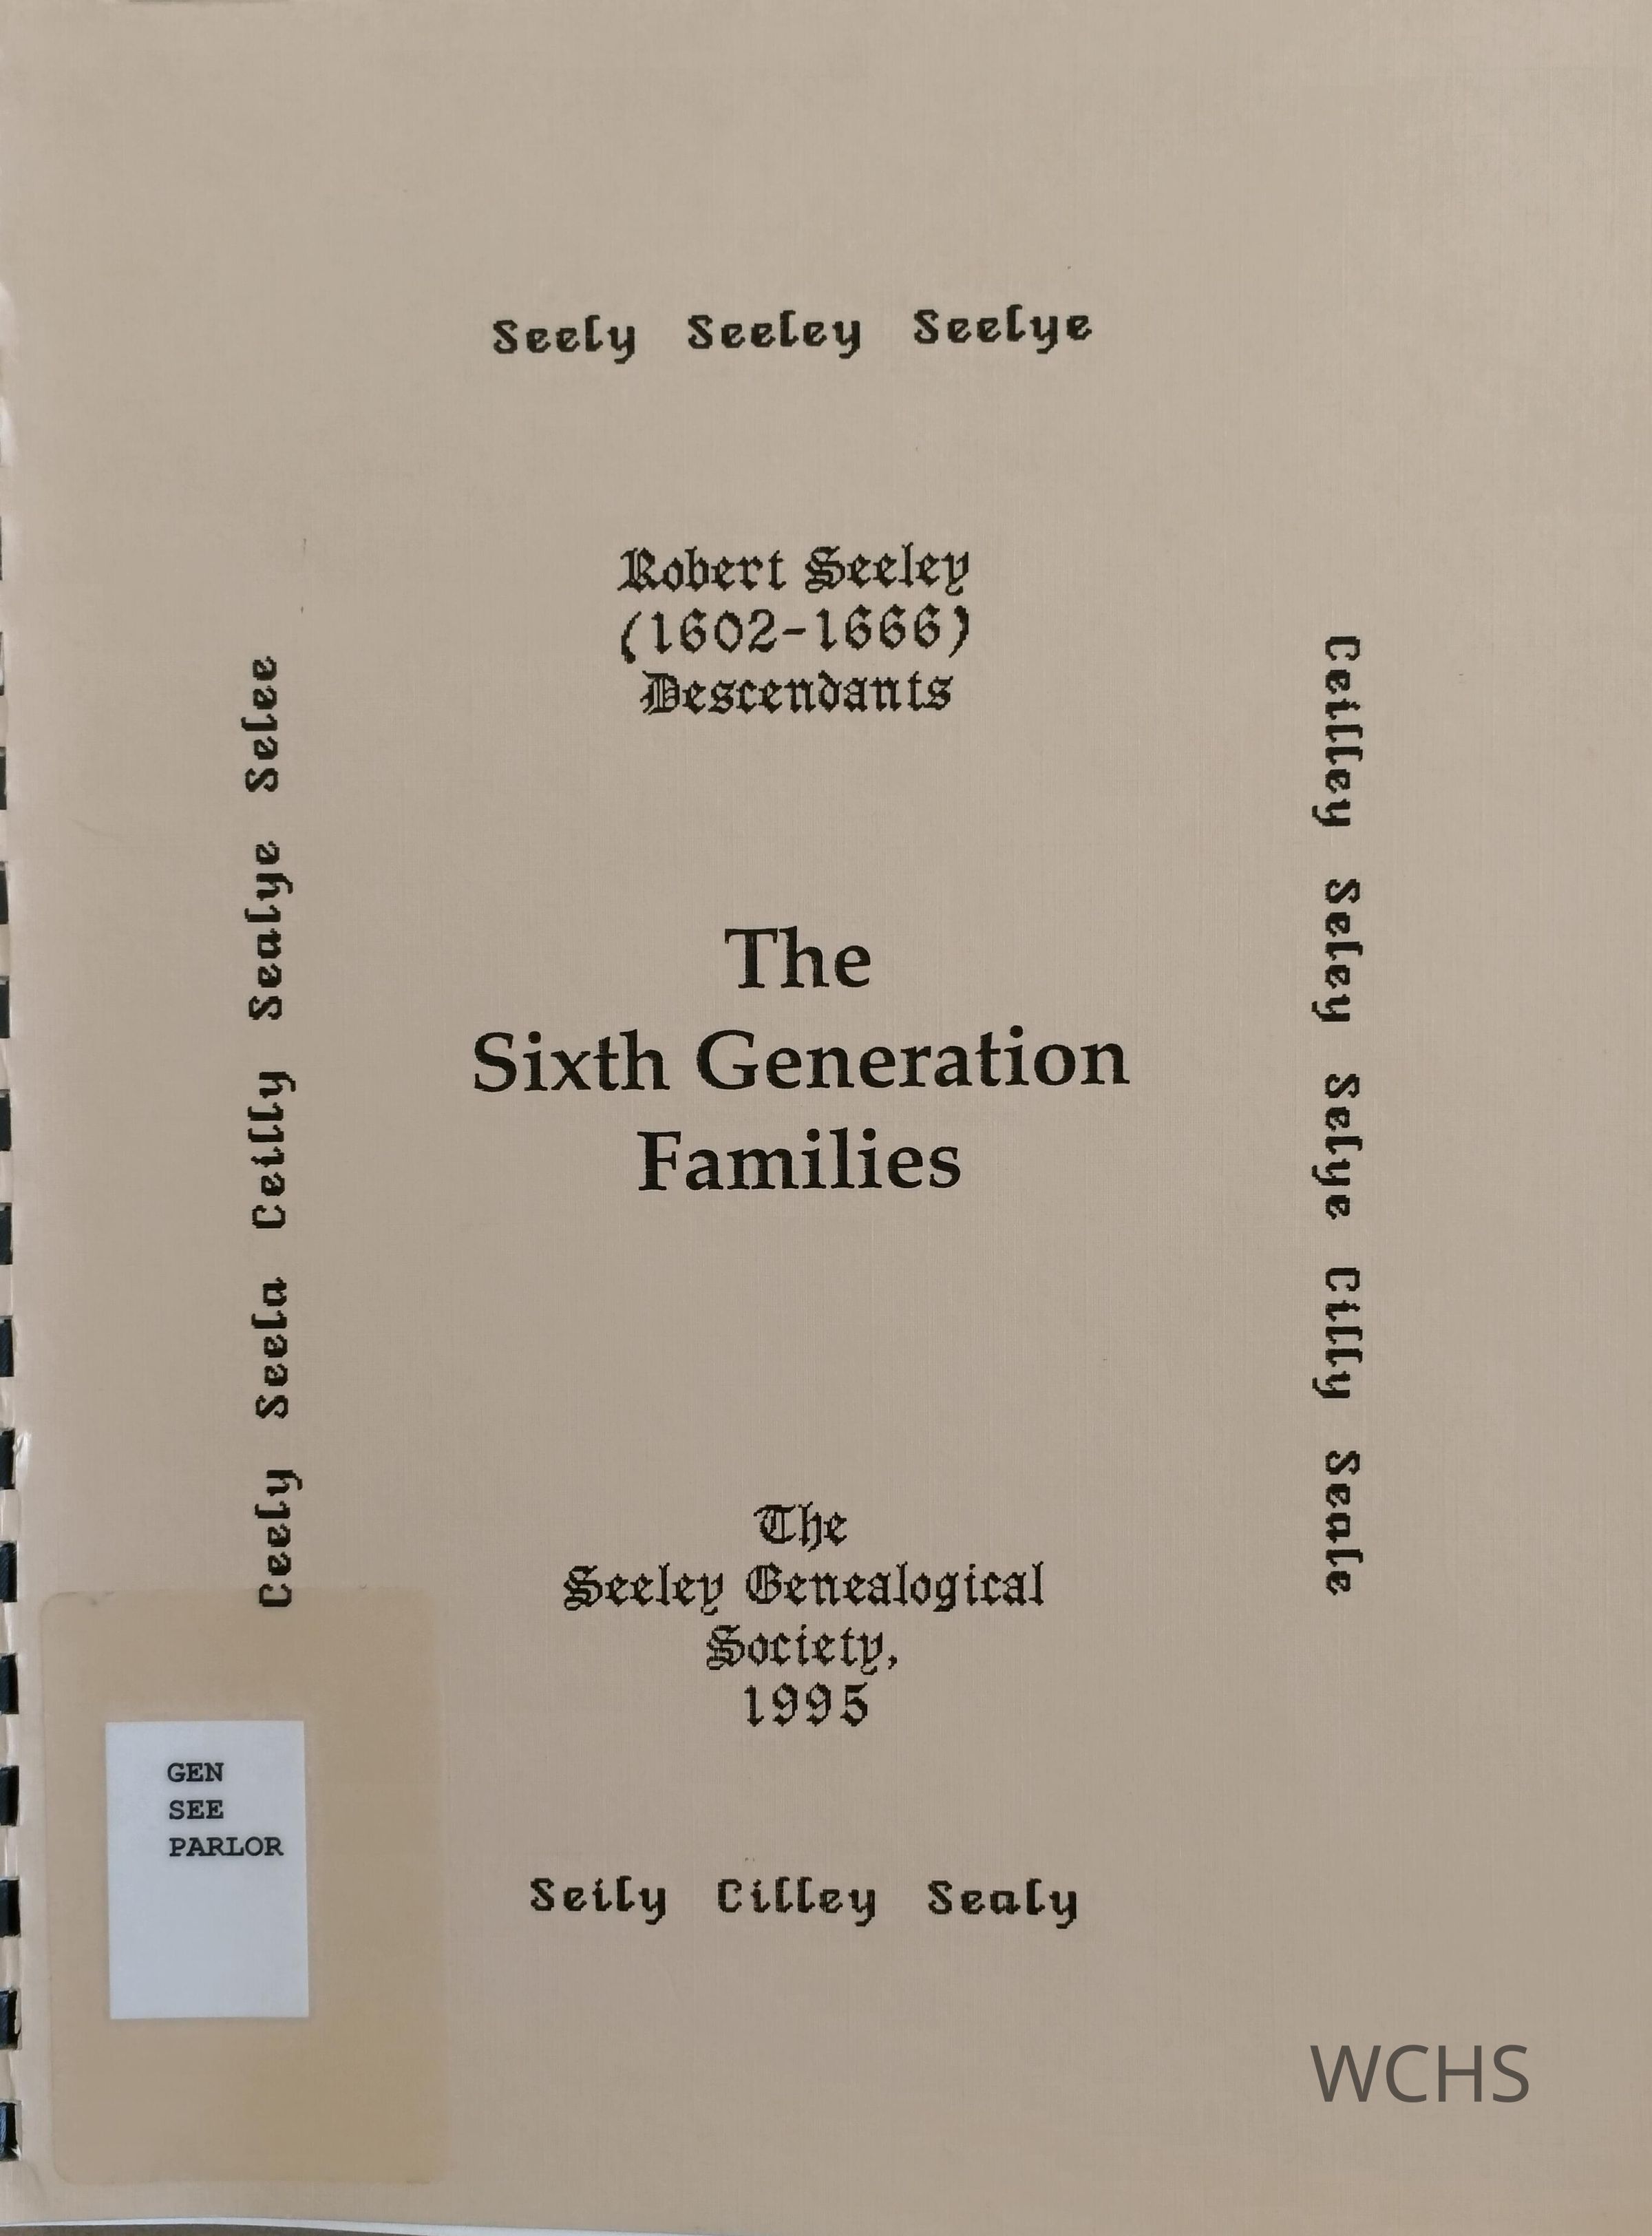 Seely Seeley Seelye
Robert Seeley
(1602-1666)
Descendants
Ceely Seela Ceilly Sealye Selee
Ceilley Seley Selye Cilly Seale
The
Sixth Generation
Families
The
Seeley Genealogical
Society,
1995
GEN
SEE
PARLOR
Seily Cilley Sealy
WCHS